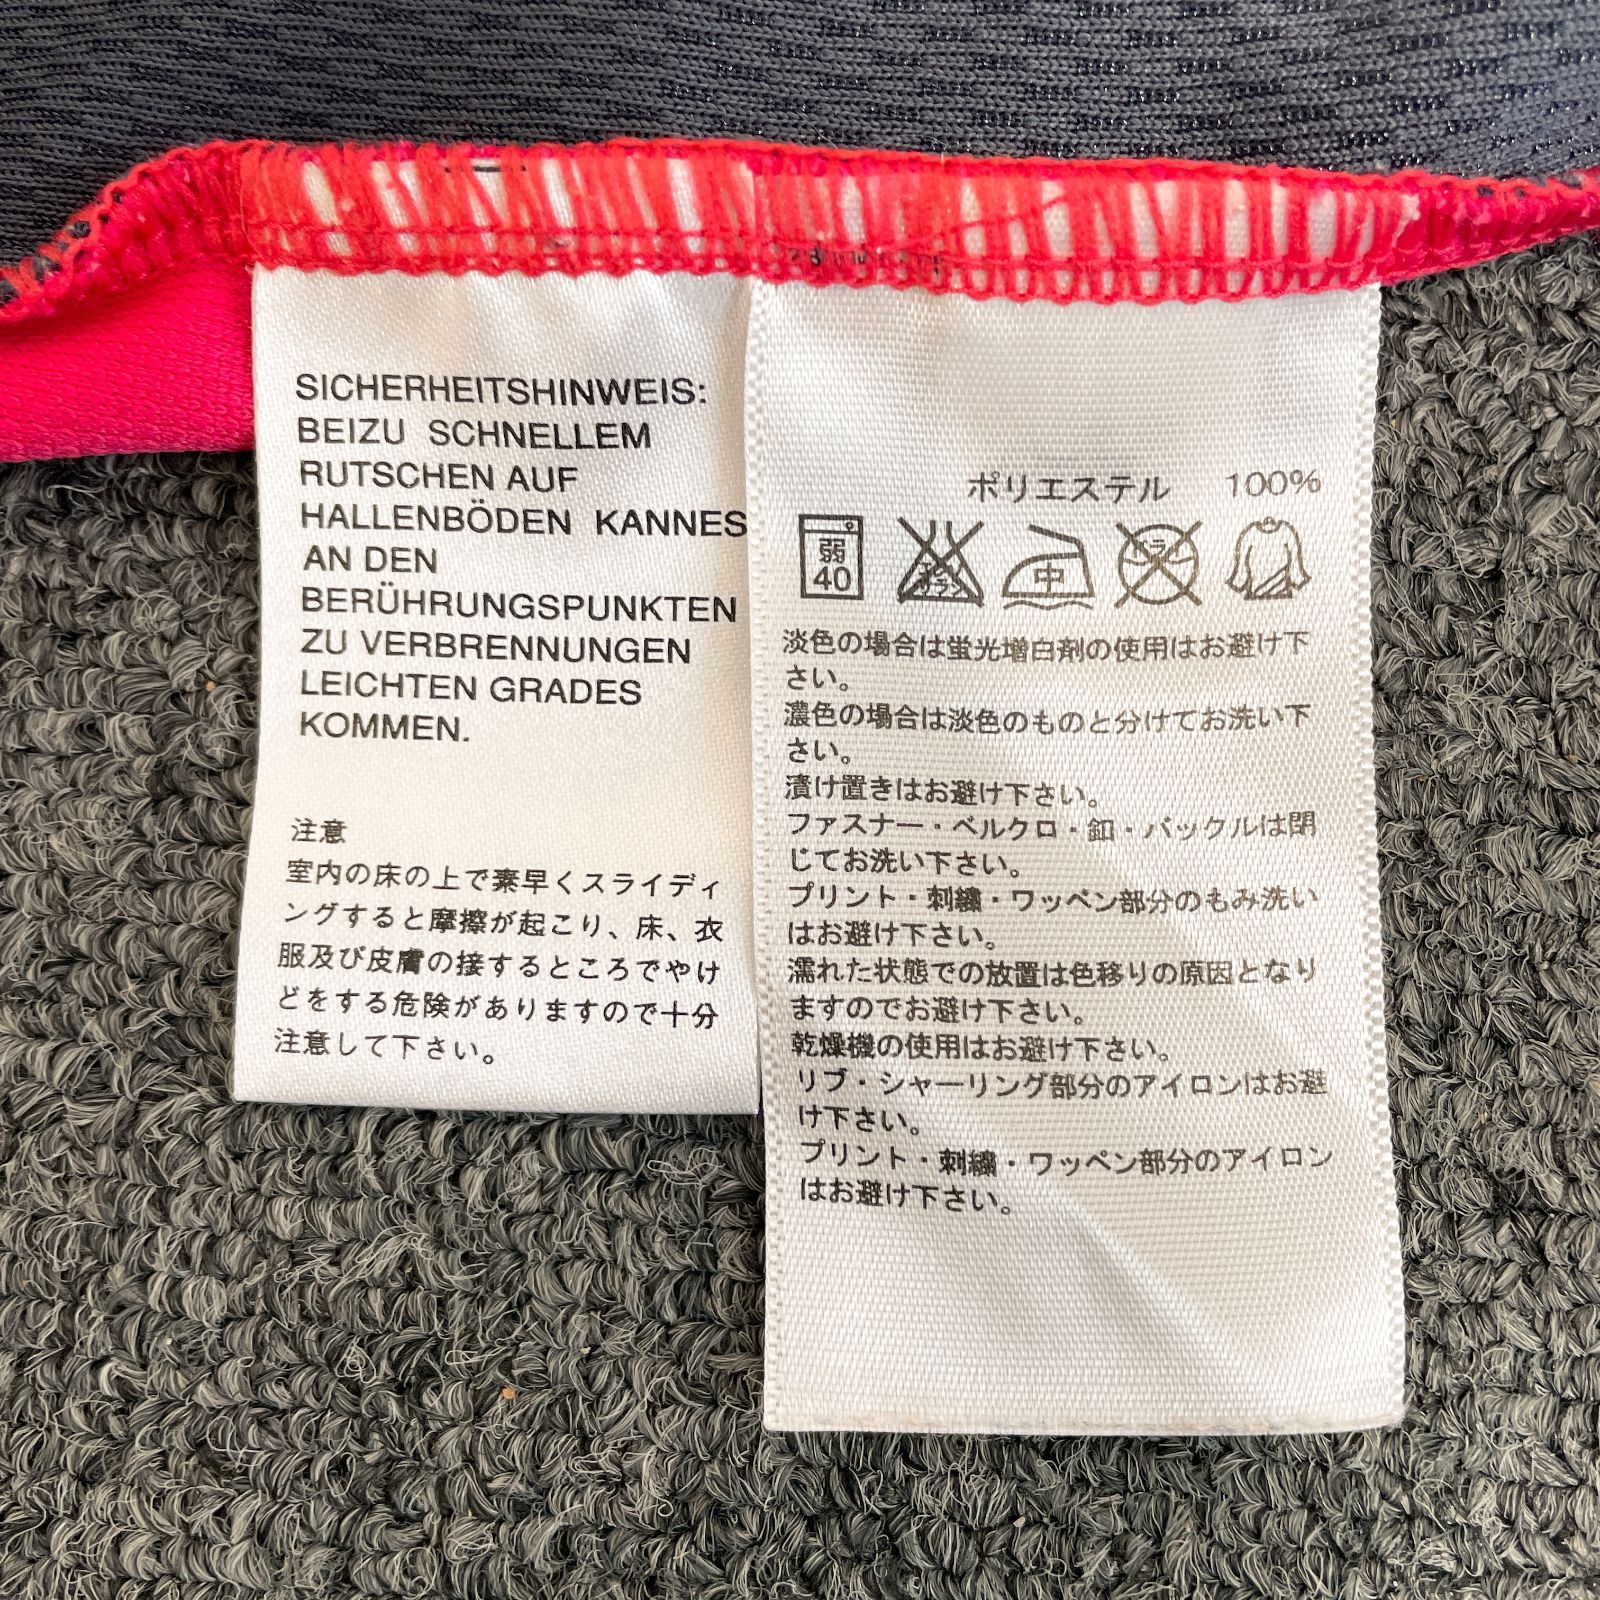 SICHERHEITSHINWEIS:
BEIZU SCHNELLEM
RUTSCHEN AUF
HALLENBÖDEN KANNES
AN DEN
BERÜHRUNGSPUNKTEN
ZU VERBRENNUNGEN
LEICHTEN GRADES
KOMMEN.
注意
室内の床の上で素早くスライディ
ングすると摩擦が起こり、床、衣
服及び皮膚の接するところでやけ
どをする危険がありますので十分
注意して下さい。
ポリエステル 100%
弱
40
中
淡色の場合は蛍光増白剤の使用はお避け下
さい。
濃色の場合は淡色のものと分けてお洗い下
さい。
漬け置きはお避け下さい。
ファスナー・ベルクロ・釦・バックルは閉
じてお洗い下さい。
プリント・刺繍・ワッペン部分のもみ洗い
はお避け下さい。
濡れた状態での放置は色移りの原因となり
ますのでお避け下さい。
乾燥機の使用はお避け下さい。
リブ・シャーリング部分のアイロンはお避
け下さい。
プリント・刺繍・ワッペン部分のアイロン
はお避け下さい。